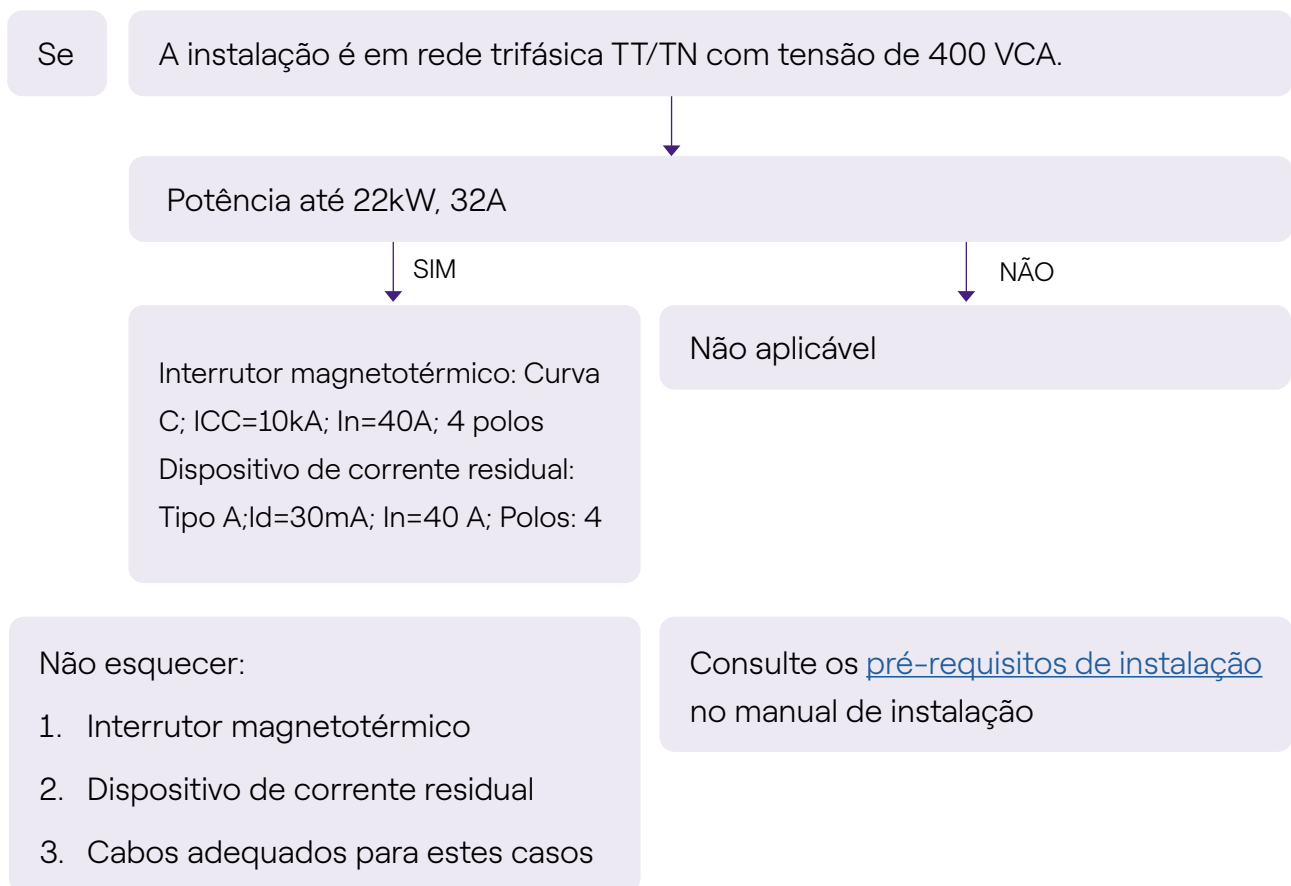 Se
A instalação é em rede trifásica TT/TN com tensão de 400 VCA.
Potência até 22kW, 32A
SIM
NÃO
Interrutor magnetotérmico: Curva
C; ICC=10kA; In=40A; 4 polos
Dispositivo de corrente residual:
Tipo A;Id=30mA; In=40 A; Polos: 4
Não aplicável
Não esquecer:
1. Interrutor magnetotérmico
2. Dispositivo de corrente residual
3. Cabos adequados para estes casos
Consulte os pré-requisitos de instalação
no manual de instalação